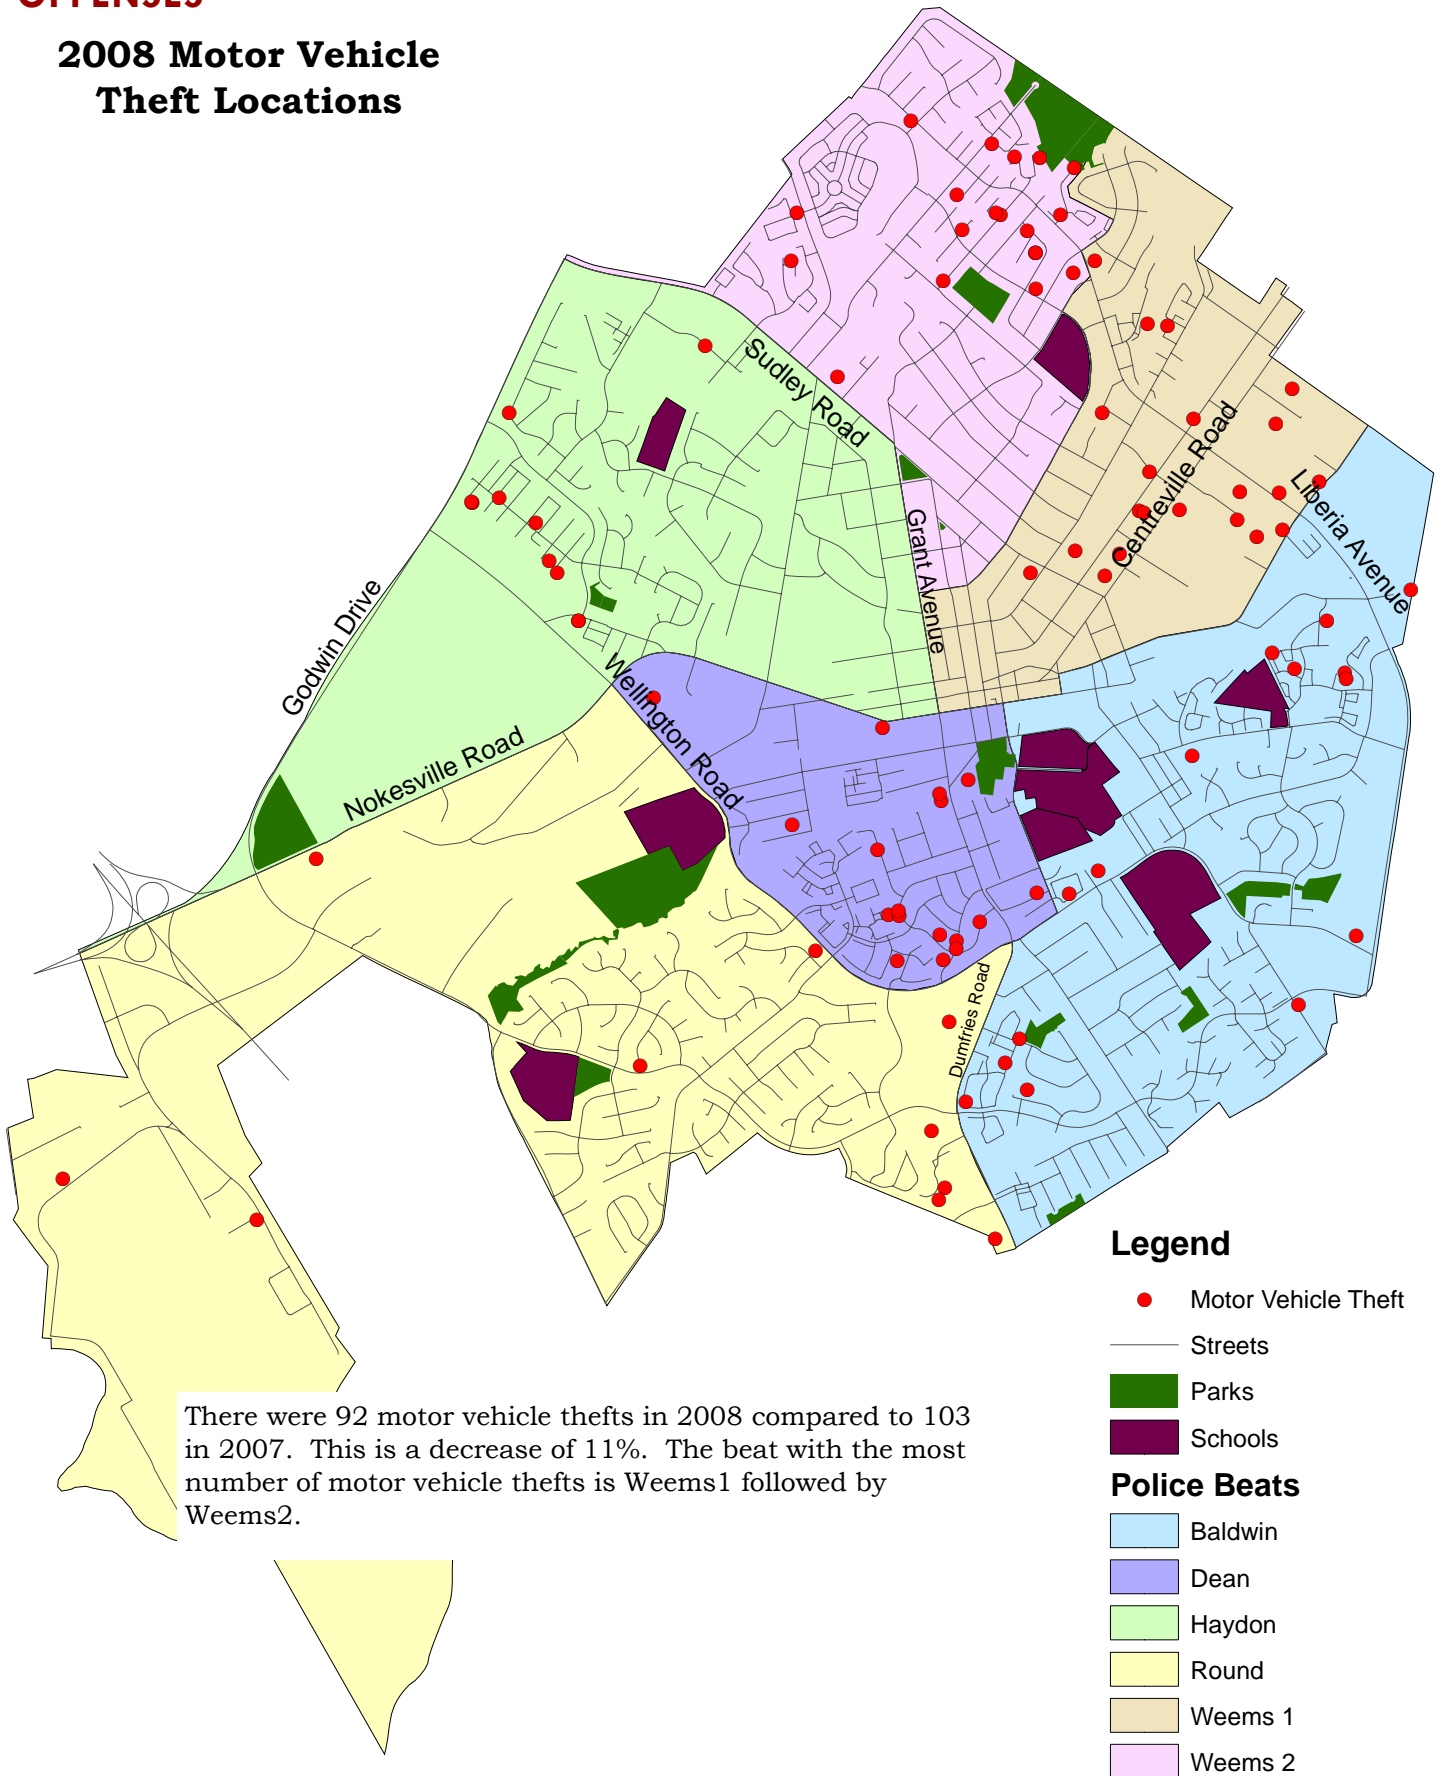 OFFENSES
2008 Motor Vehicle
Theft Locations
Sudley Road
Centreville Road
Liberia Avenue
Grant Avenue
Godwin Drive
Wellington Road
Nokesville Road
Dumfries Road
Legend
Motor Vehicle Theft
Streets
Parks
Schools
Police Beats
Baldwin
Dean
Haydon
Round
Weems 1
Weems 2
There were 92 motor vehicle thefts in 2008 compared to 103
in 2007. This is a decrease of 11%. The beat with the most
number of motor vehicle thefts is Weems1 followed by
Weems2.